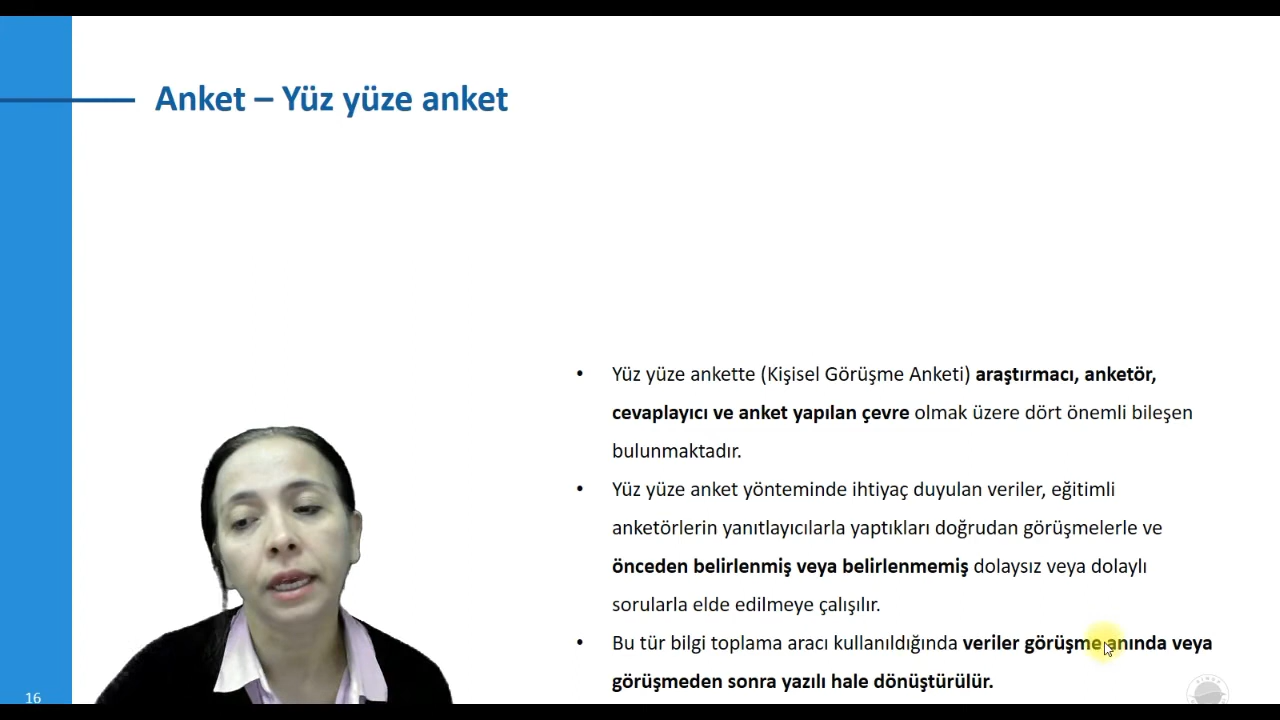 Anket – Yüz yüze anket
• Yüz yüze ankette (Kişisel Görüşme Anketi) araştırmacı, anketör,
cevaplayıcı ve anket yapılan çevre olmak üzere dört önemli bileşen
bulunmaktadır.
• Yüz yüze anket yönteminde ihtiyaç duyulan veriler, eğitimli
anketörlerin yanıtlayıcılarla yaptıkları doğrudan görüşmelerle ve
önceden belirlenmiş veya belirlenmemiş dolaysız veya dolaylı
sorularla elde edilmeye çalışılır.
• Bu tür bilgi toplama aracı kullanıldığında veriler görüşme anında veya
görüşmeden sonra yazılı hale dönüştürülür.
16